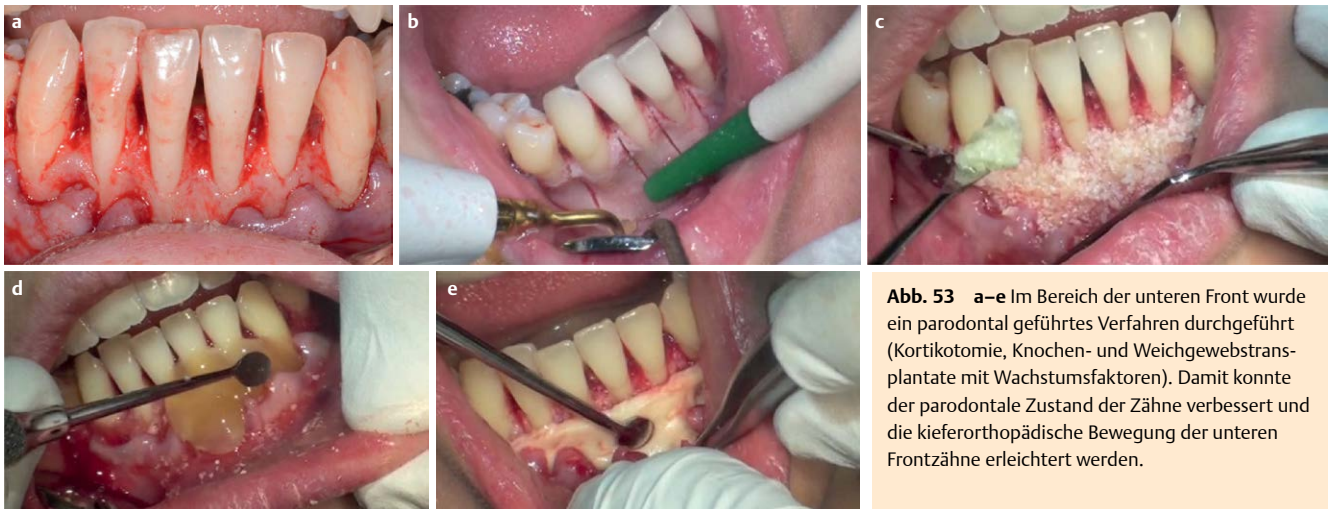 a
b
c
d
e
Abb. 53 a–e Im Bereich der unteren Front wurde
ein parodontal geführtes Verfahren durchgeführt
(Kortikotomie, Knochen- und Weichgewebstrans-
plantate mit Wachstumsfaktoren). Damit konnte
der parodontale Zustand der Zähne verbessert und
die kieferorthopädische Bewegung der unteren
Frontzähne erleichtert werden.